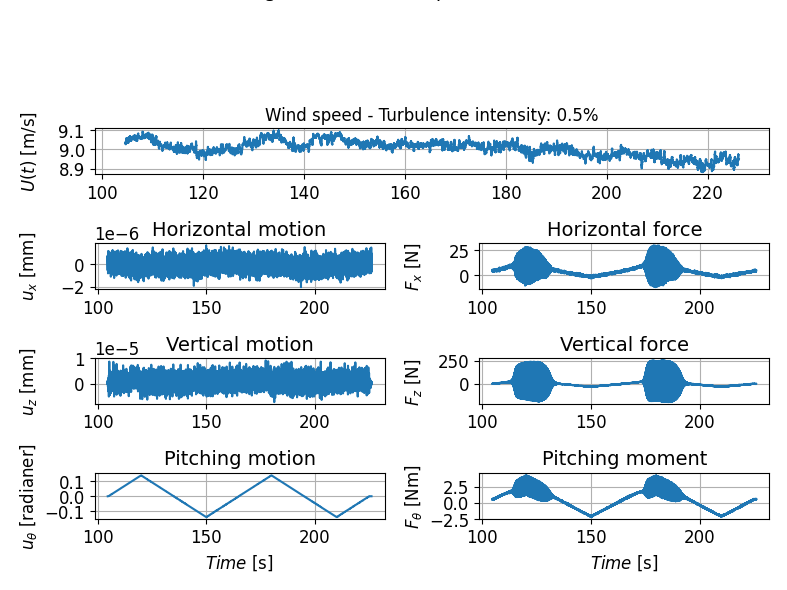 Wind speed - Turbulence intensity: 0.5%
U(t) [m/s]
9.1
9.0
8.9
100 120 140 160 180 200 220
1e−6 Horizontal motion
u_x [mm]
0
−2
100 150 200
Horizontal force
F_x [N]
25
0
100 150 200
1e−5 Vertical motion
u_z [mm]
1
0
100 150 200
Vertical force
F_z [N]
250
0
100 150 200
Pitching motion
u_θ [radianer]
0.1
0.0
−0.1
100 150 200
Time [s]
Pitching moment
F_θ [Nm]
2.5
0.0
−2.5
100 150 200
Time [s]